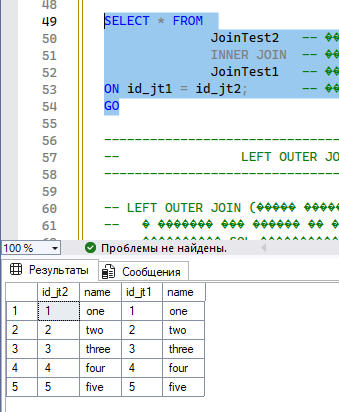 48
49 SELECT * FROM
50 JoinTest2 --
51 INNER JOIN --
52 JoinTest1 --
53 ON id_jt1 = id_jt2; --
54 GO
55
56 ------------------------------
57 -- LEFT OUTER JO
58 ------------------------------
59
60 -- LEFT OUTER JOIN (
61 --
100 % Проблемы не найдены.
Результаты Сообщения
id_jt2 name id_jt1 name
1 1 one 1 one
2 2 two 2 two
3 3 three 3 three
4 4 four 4 four
5 5 five 5 five